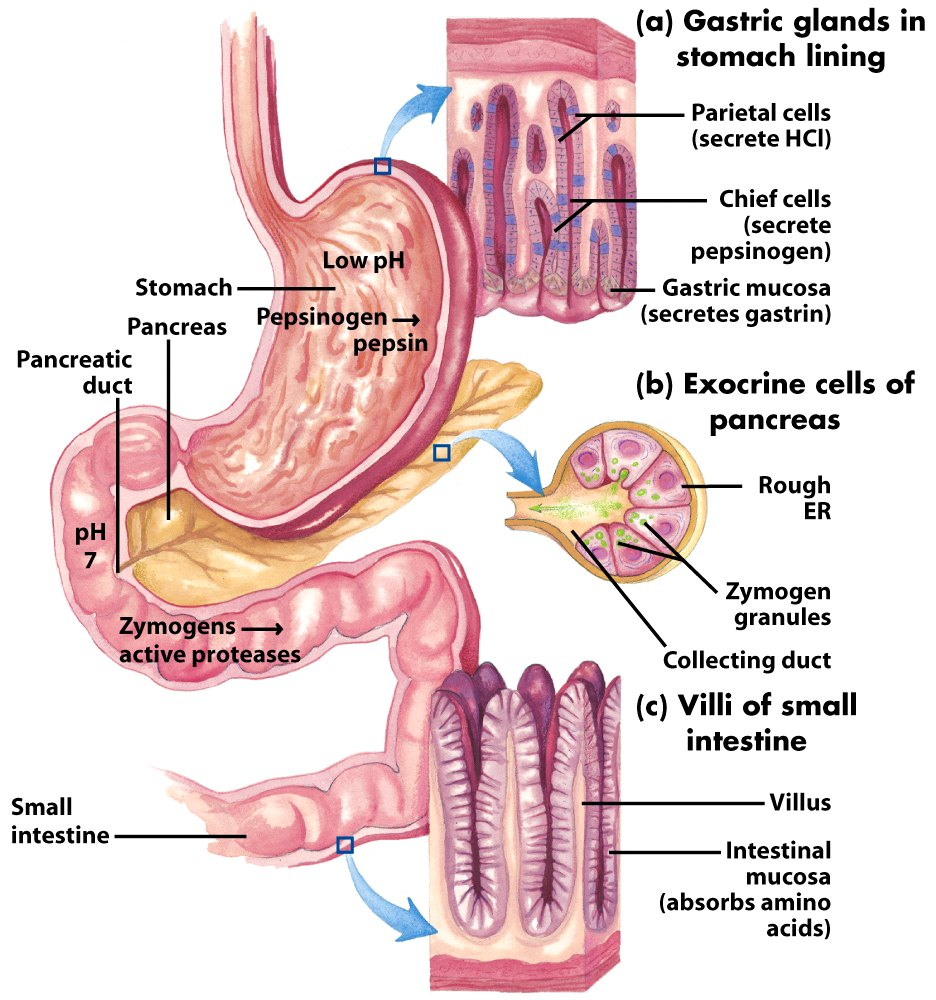 (a) Gastric glands in
stomach lining
Parietal cells
(secrete HCl)
Chief cells
(secrete
pepsinogen)
Gastric mucosa
(secretes gastrin)
Low pH
Stomach
Pepsinogen →
pepsin
Pancreas
Pancreatic
duct
pH
7
Zymogens →
active proteases
(b) Exocrine cells of
pancreas
Rough
ER
Zymogen
granules
Collecting duct
(c) Villi of small
intestine
Villus
Intestinal
mucosa
(absorbs amino
acids)
Small
intestine